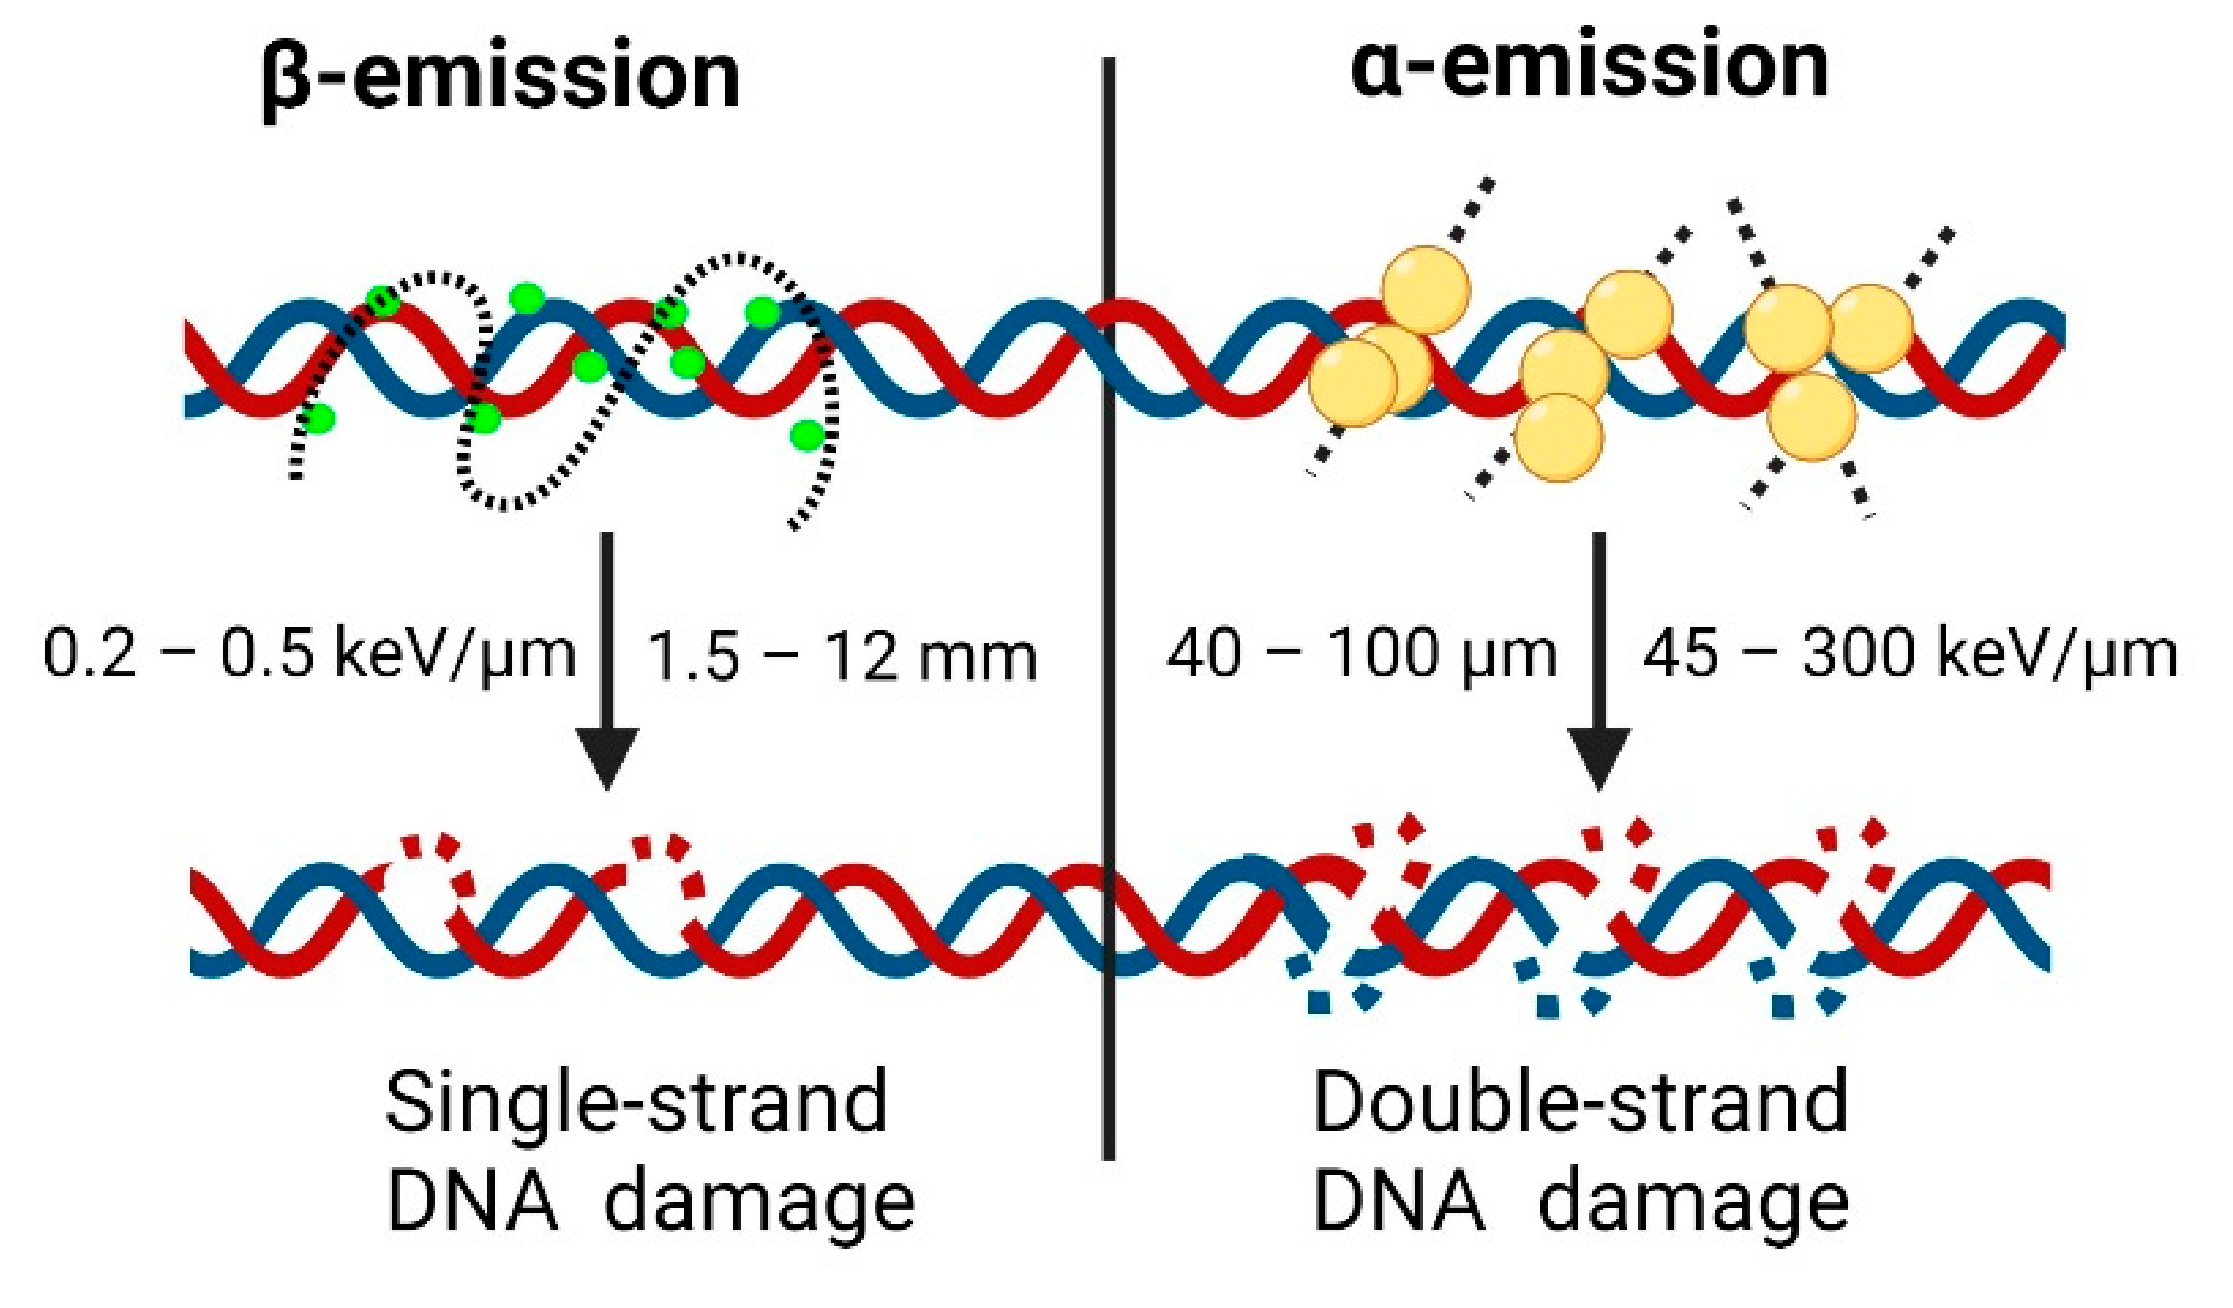 β-emission
α-emission
0.2 – 0.5 keV/µm
1.5 – 12 mm
40 – 100 µm
45 – 300 keV/µm
Single-strand
DNA damage
Double-strand
DNA damage